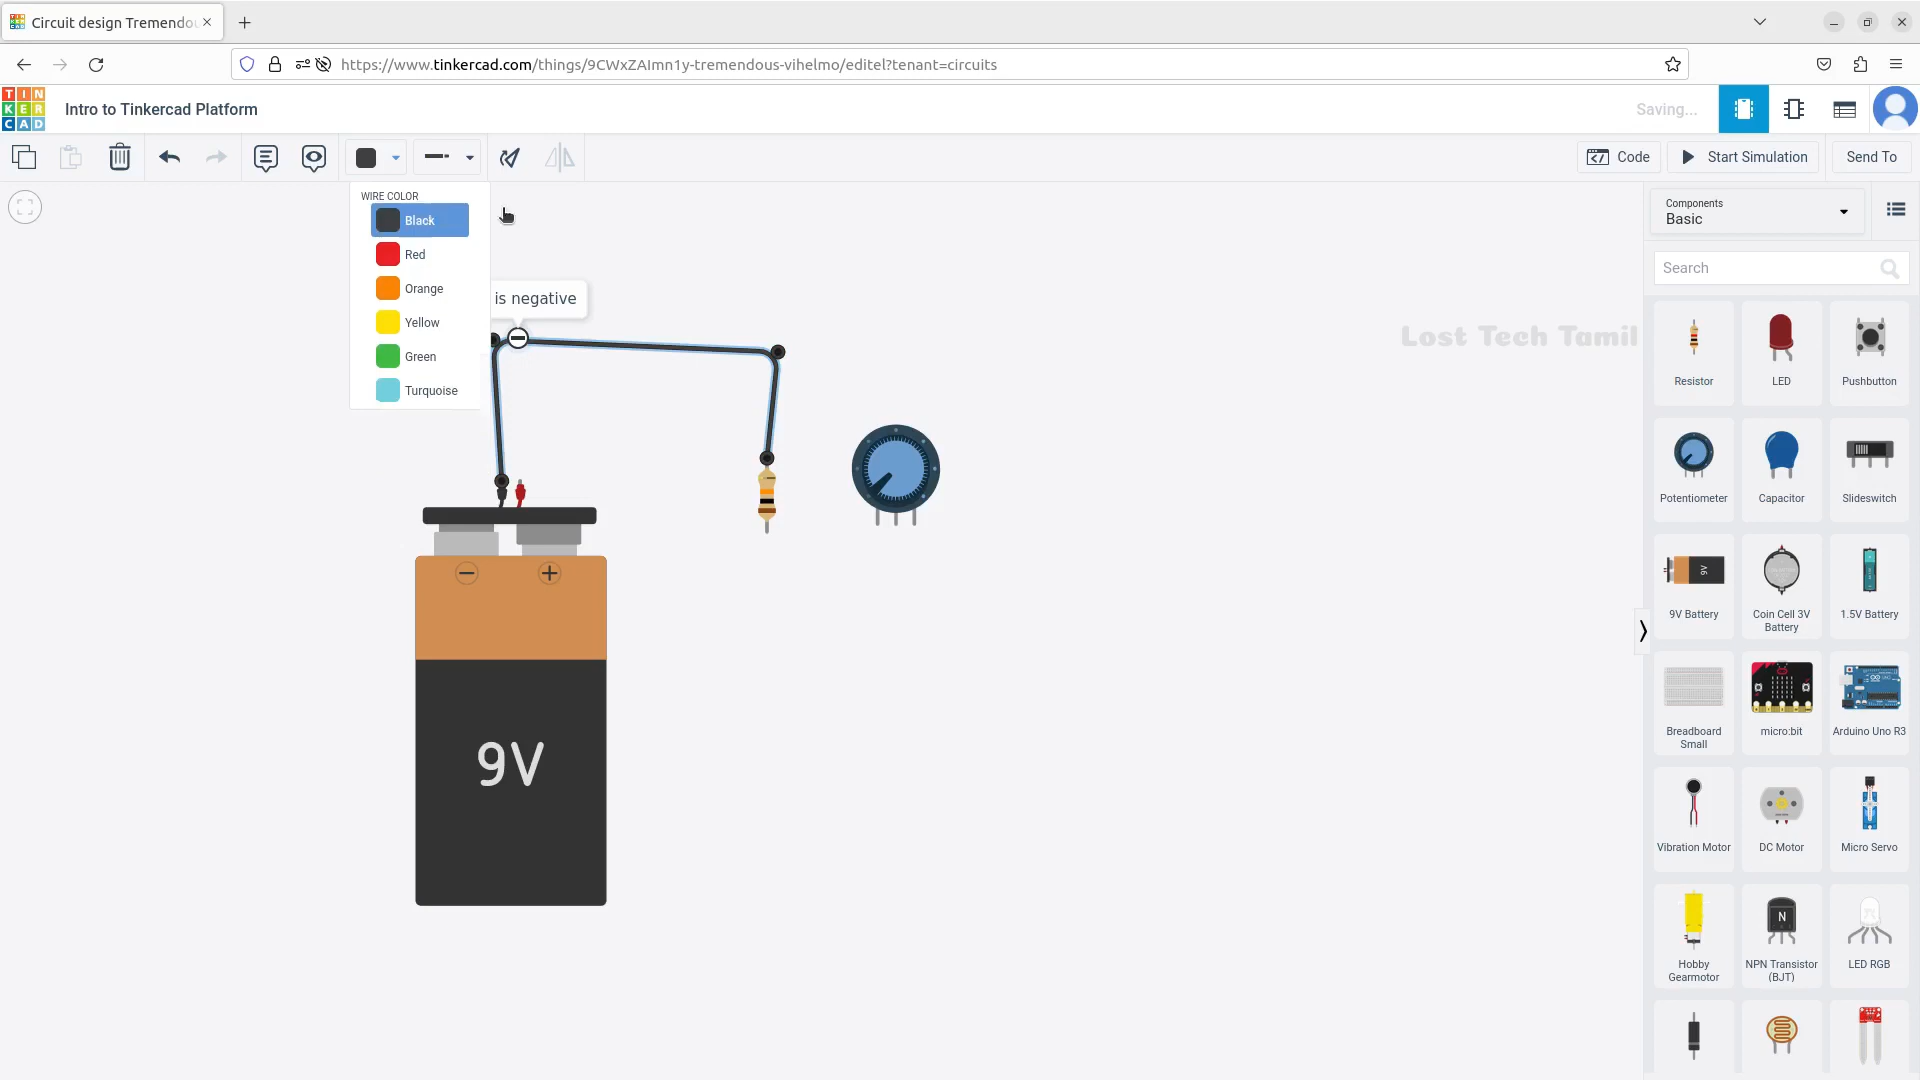 Circuit design Tremendo
https://www.tinkercad.com/things/9CWxZAImn1y-tremendous-vihelmo/editel?tenant=circuits
TIN
KER
CAD
Intro to Tinkercad Platform
Saving...
Code
Start Simulation
Send To
WIRE COLOR
Black
Red
Orange
Yellow
Green
Turquoise
is negative
Lost Tech Tamil
9V
Components
Basic
Search
Resistor
LED
Pushbutton
Potentiometer
Capacitor
Slideswitch
9V
9V Battery
Coin Cell 3V
Battery
1.5V Battery
Breadboard
Small
micro:bit
Arduino Uno R3
Vibration Motor
DC Motor
Micro Servo
N
Hobby
Gearmotor
NPN Transistor
(BJT)
LED RGB